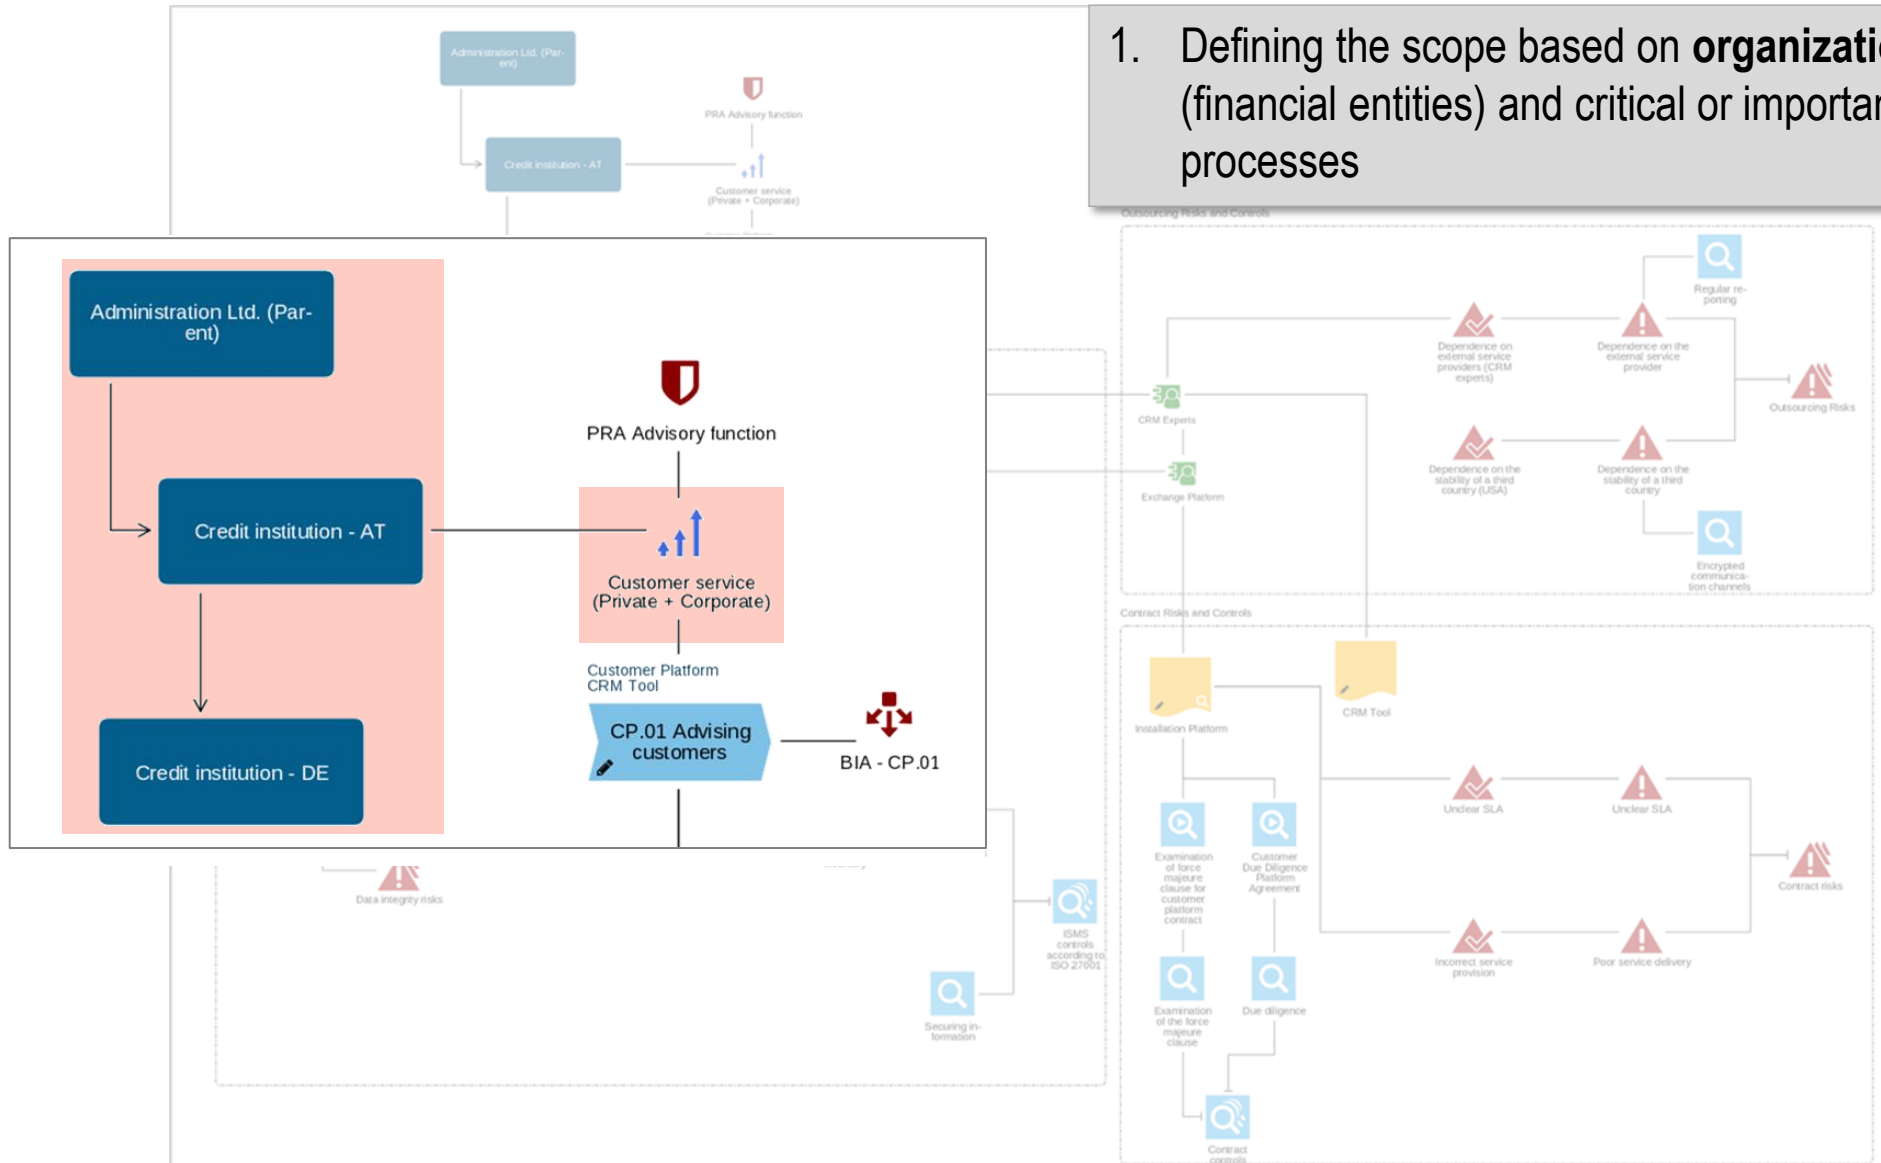 Administration Ltd. (Par-
ent)
PRA Advisory function
Credit institution - AT
Customer service
(Private + Corporate)
1. Defining the scope based on organizatio
(financial entities) and critical or importan
processes
Administration Ltd. (Par-
ent)
PRA Advisory function
Credit institution - AT
Customer service
(Private + Corporate)
Customer Platform
CRM Tool
CP.01 Advising
customers
BIA - CP.01
Credit institution - DE
Outsourcing Risks and Controls
Regular re-
porting
Dependence on
external service
providers (CRM
experts)
Dependence on the
external service
provider
Outsourcing Risks
CRM Experts
Exchange Platform
Dependence on the
stability of a third
country (USA)
Dependence on the
stability of a third
country
Encrypted
communica-
tion channels
Contract Risks and Controls
Installation Platform
CRM Tool
Unclear SLA
Unclear SLA
Contract risks
Examination
of force
majeure
clause for
customer
platform
contract
Customer
Due Diligence
Platform
Agreement
Incorrect service
provision
Poor service delivery
Examination
of the force
majeure
clause
Due diligence
Contract
controls
Data integrity risks
ISMS
controls
according to
ISO 27001
Securing in-
formation